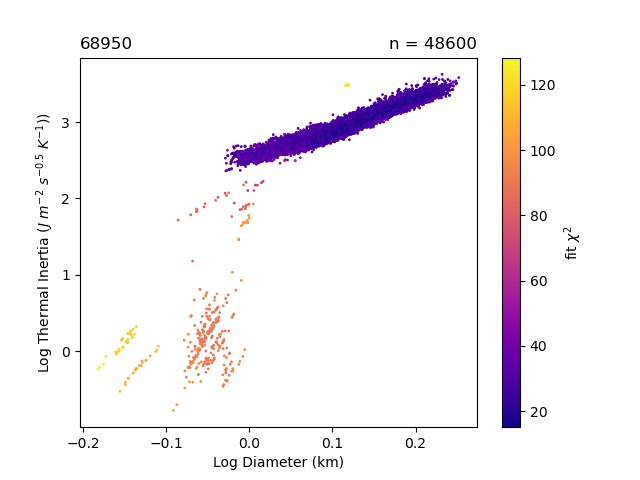 68950 n = 48600
Log Thermal Inertia (J m⁻² s⁻⁰·⁵ K⁻¹))
3
2
1
0
−0.2 −0.1 0.0 0.1 0.2
Log Diameter (km)
120
100
80
60
40
20
fit χ²